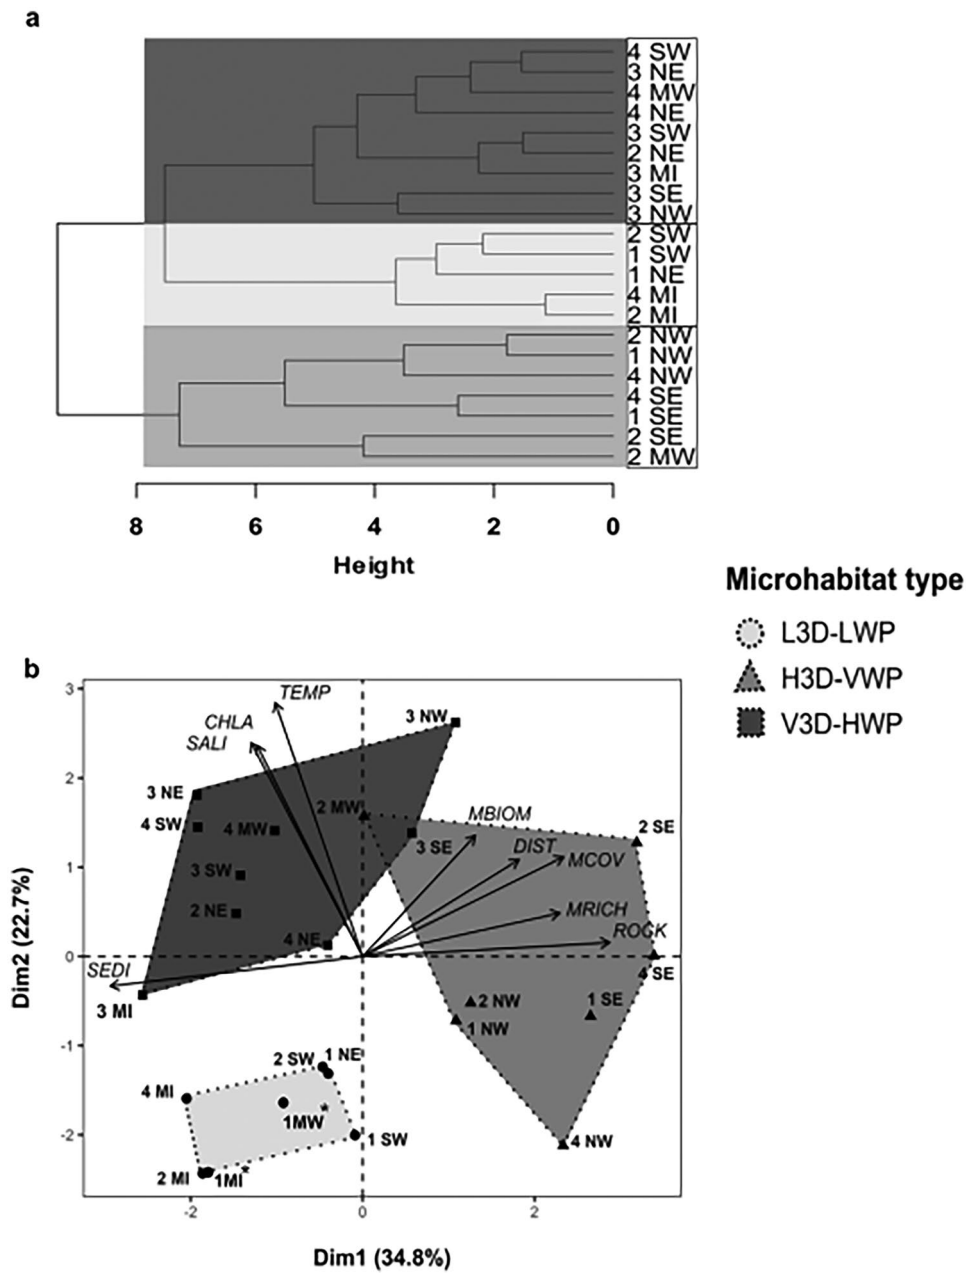 a
4 SW
3 NE
4 MW
4 NE
3 SW
2 NE
3 MI
3 SE
3 NW
2 SW
1 SW
1 NE
4 MI
2 MI
2 NW
1 NW
4 NW
4 SE
1 SE
2 SE
2 MW
8 6 4 2 0
Height
Microhabitat type
L3D-LWP
H3D-VWP
V3D-HWP
b
3
2
1
0
-1
-2
Dim2 (22.7%)
TEMP
CHLA
SALI
3 NW
3 NE
4 SW
4 MW
2 MW
MBIOM
2 SE
3 SE
DIST
MCOV
3 SW
2 NE
MRICH
4 NE
ROCK
SEDI
4 SE
3 MI
2 NW
1 SE
1 NW
2 SW
1 NE
4 MI
1MW *
1 SW
4 NW
2 MI
1MI *
-2 0 2
Dim1 (34.8%)